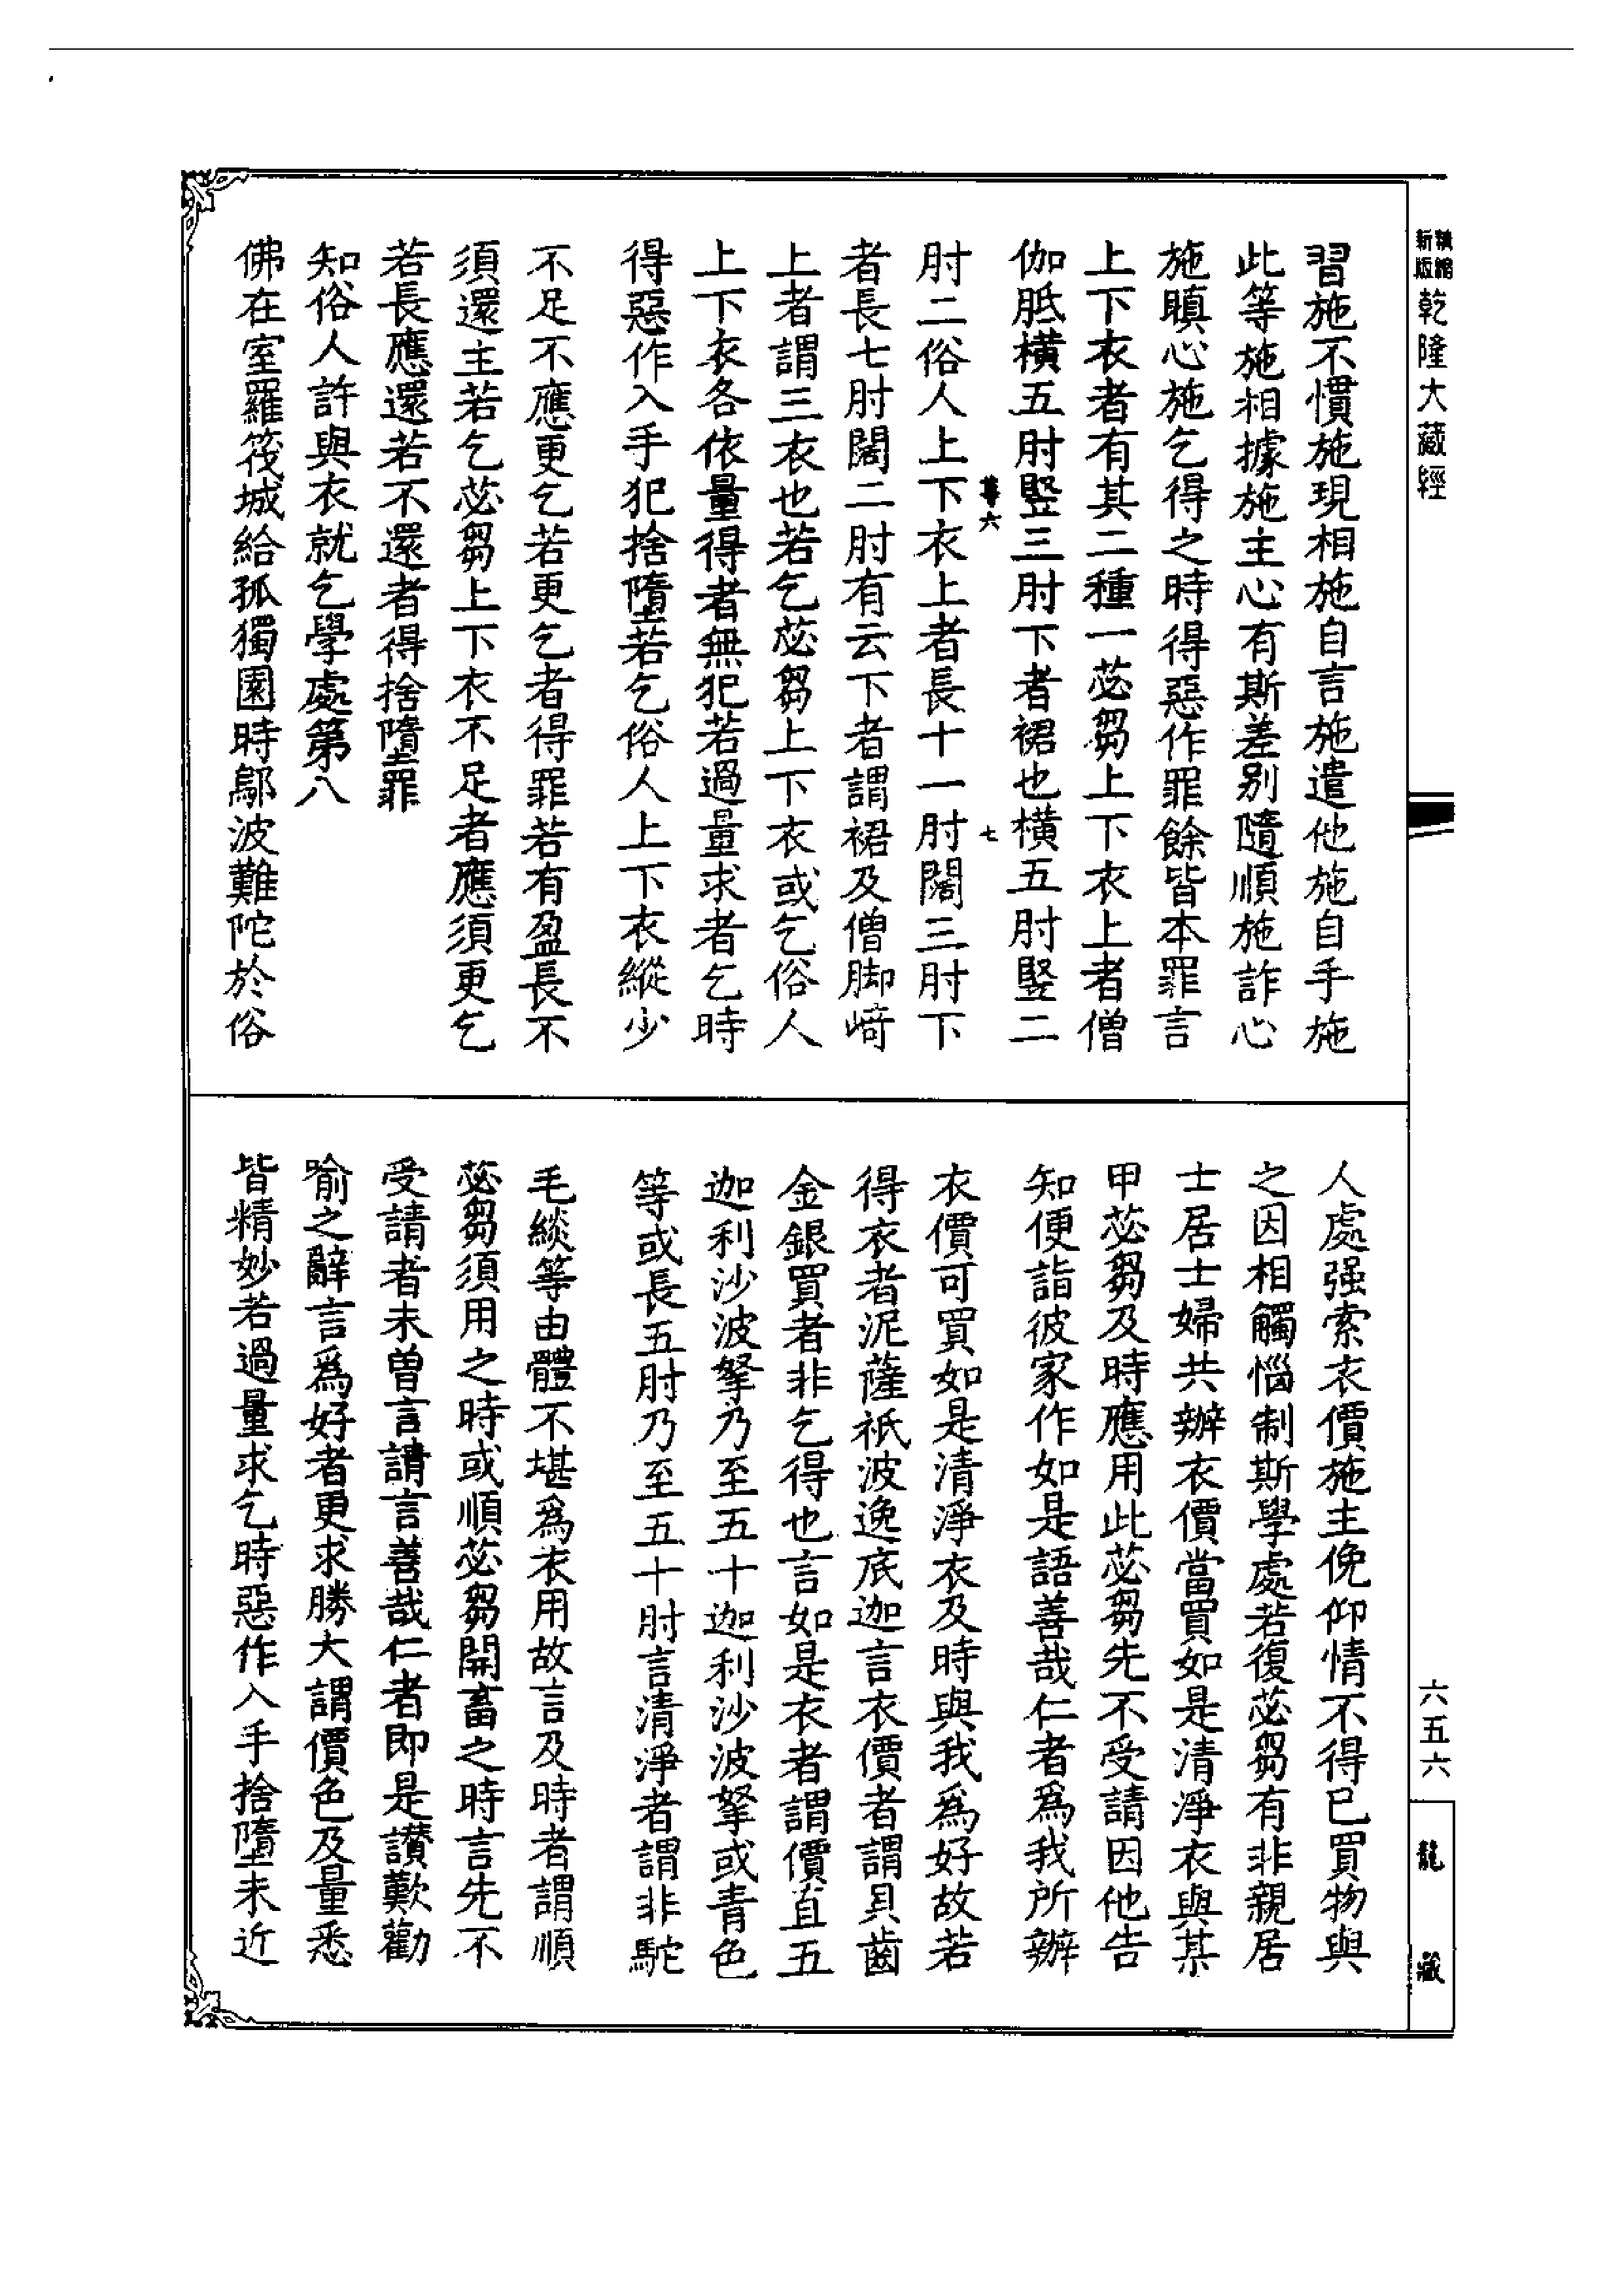 精縮新版乾隆大藏經
習施不慣施現相施自言施遣他施自手施
此等施相據施主心有斯差別隨順施詐心
施瞋心施乞得之時得惡作罪餘皆本罪言
上下衣者有其二種一苾芻上下衣上者僧
伽胝橫五肘竪三肘下者裙也橫五肘竪二
尊六
七
肘二俗人上下衣上者長十一肘闊三肘下
者長七肘闊二肘有云下者謂裙及僧脚崎
上者謂三衣也若乞苾芻上下衣或乞俗人
上下衣各依量得者無犯若過量求者乞時
得惡作入手犯捨墮若乞俗人上下衣縱少
不足不應更乞若更乞者得罪若有盈長不
須還主若乞苾芻上下衣不足者應須更乞
若長應還若不還者得捨墮罪
知俗人許與衣就乞學處第八
佛在室羅筏城給孤獨園時鄔波難陀於俗
人處强索衣價施主俛仰情不得已買物與
之因相觸惱制斯學處若復苾芻有非親居
士居士婦共辦衣價當買如是清淨衣與某
甲苾芻及時應用此苾芻先不受請因他告
知便詣彼家作如是語善哉仁者爲我所辦
衣價可買如是清淨衣及時與我爲好故若
得衣者泥薩祇波逸底迦言衣價者謂貝齒
金銀買者非乞得也言如是衣者謂價直五
迦利沙波拏乃至五十迦利沙波拏或青色
等或長五肘乃至五十肘言清淨者謂非駝
毛緂等由體不堪爲衣用故言及時者謂順
苾芻須用之時或順苾芻開畜之時言先不
受請者未曾言請言善哉仁者即是讃歎勸
喻之辭言爲好者更求勝大謂價色及量悉
皆精妙若過量求乞時惡作入手捨墮未近
六五六
龍藏